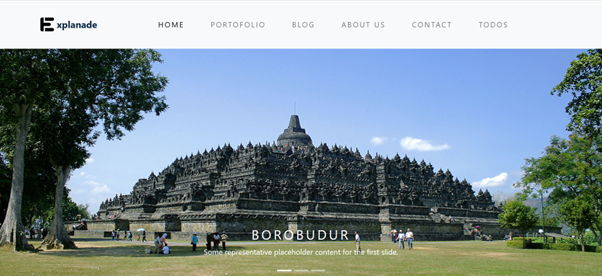 Explanade
HOME PORTOFOLIO BLOG ABOUT US CONTACT TODOS
BOROBUDUR
Some representative placeholder content for the first slide.